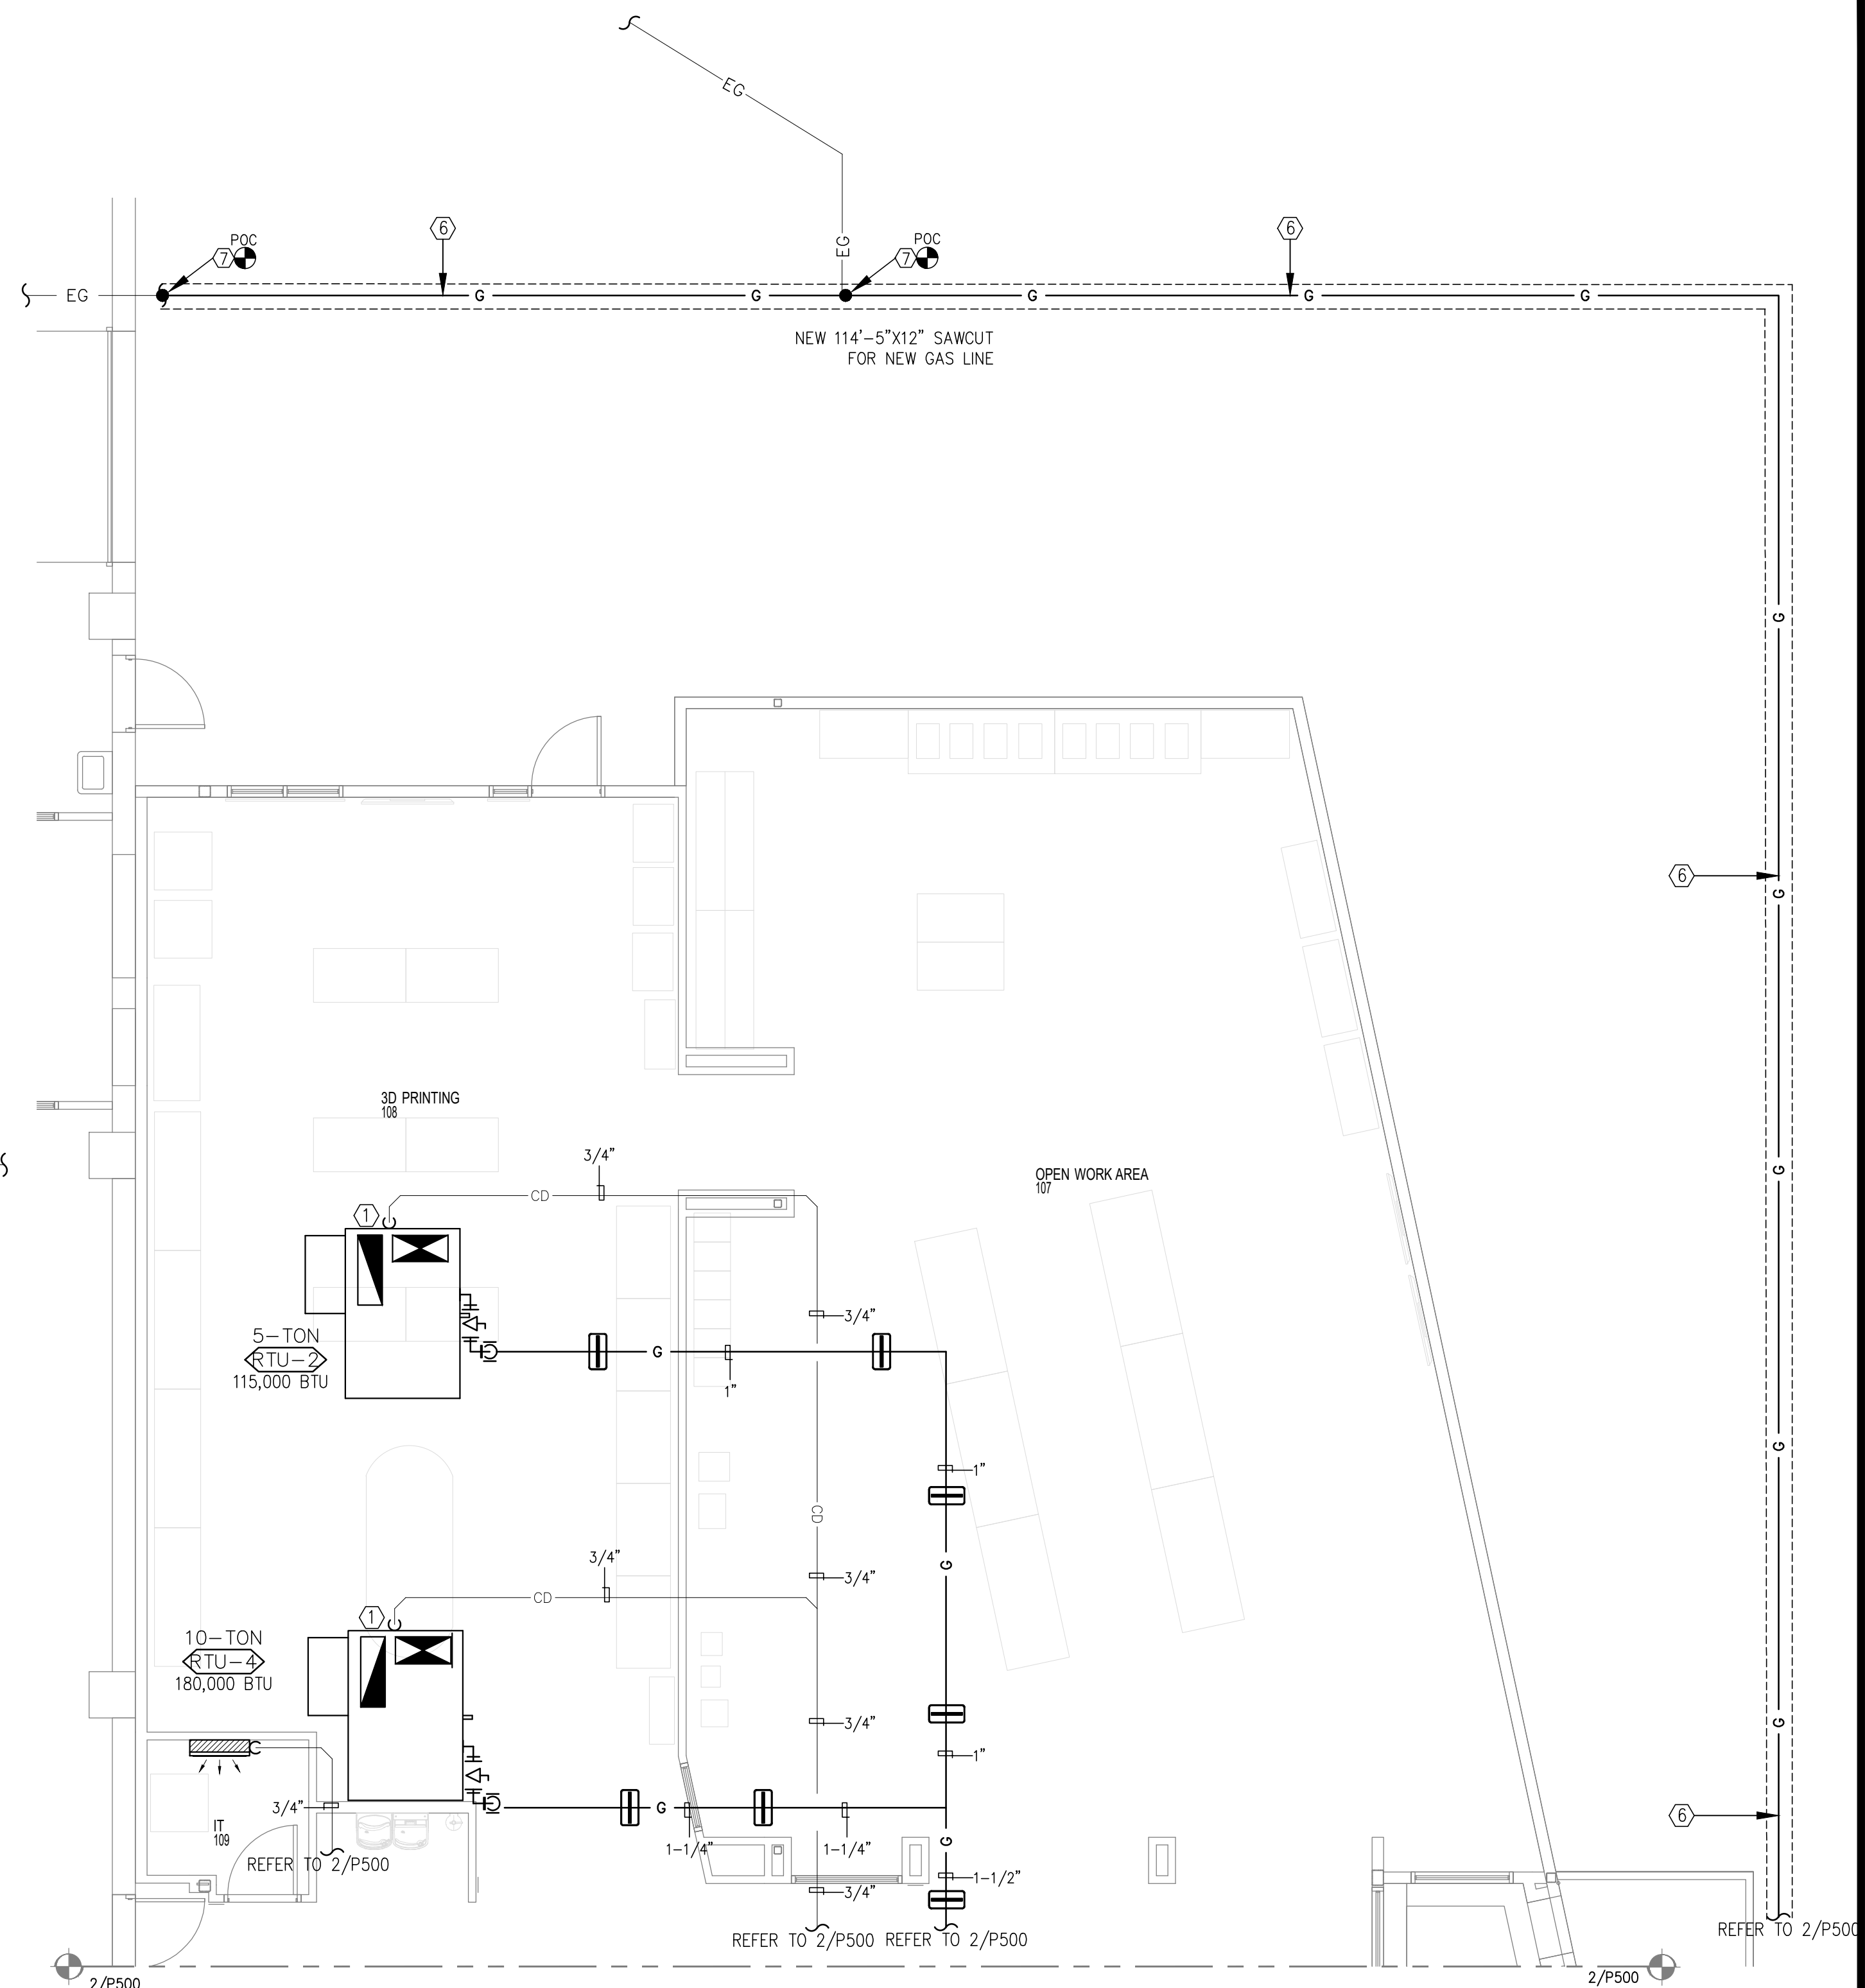 EG
EG
EG
POC
7
6
POC
7
6
G
G
G
G
G
NEW 114'-5"X12" SAWCUT
FOR NEW GAS LINE
G
6
G
3D PRINTING
108
3/4"
CD
OPEN WORK AREA
107
G
1
3/4"
5-TON
RTU-2
115,000 BTU
G
1"
G
1"
CD
3/4"
3/4"
CD
G
1
10-TON
RTU-4
180,000 BTU
3/4"
1"
G
3/4"
G
6
IT
109
1-1/4"
1-1/4"
G
REFER TO 2/P500
1-1/2"
3/4"
REFER TO 2/P500
REFER TO 2/P500
REFER TO 2/P500
2/P500
2/P500